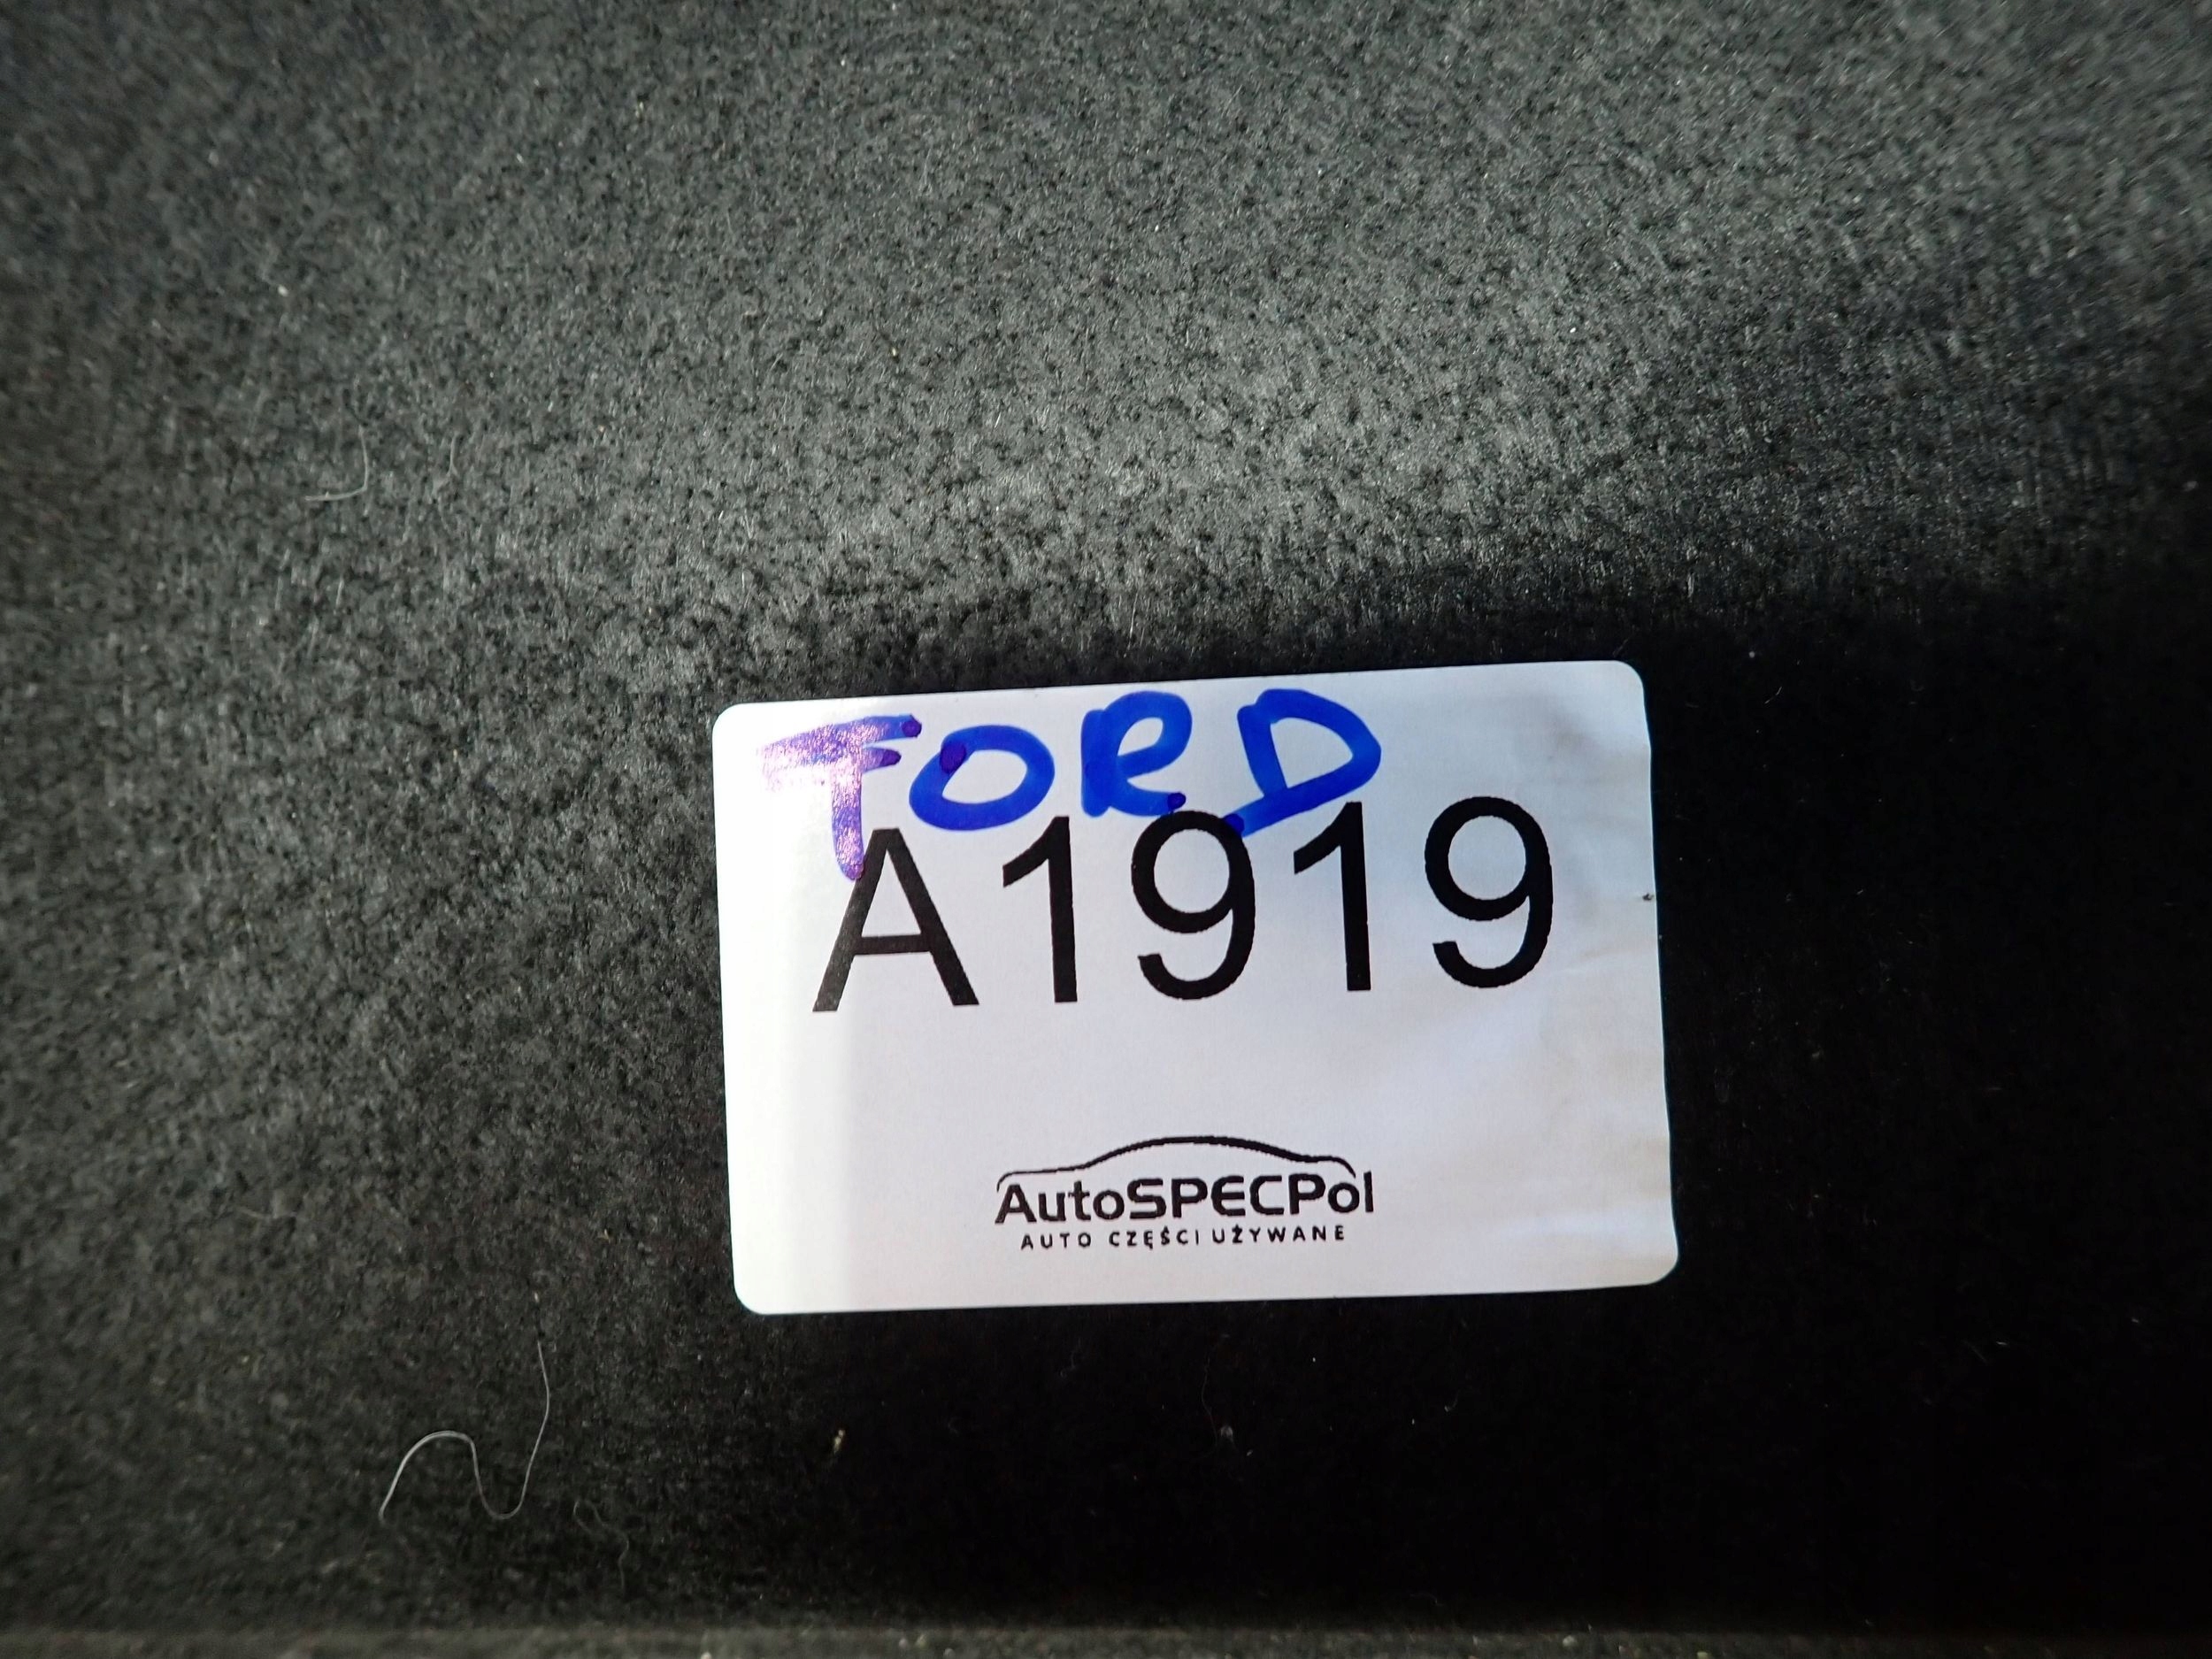 FORD
A1919
AutoSPECPol
AUTO CZĘŚCI UŻYWANE